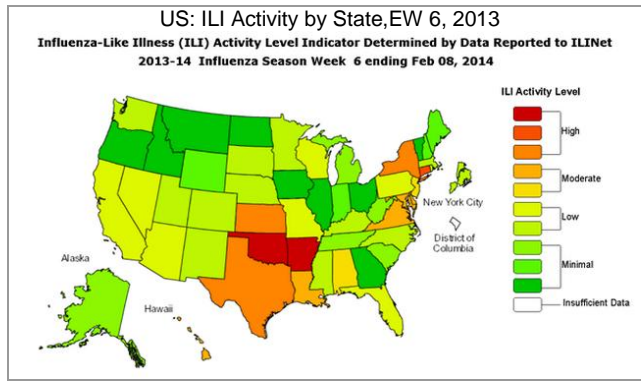 US: ILI Activity by State,EW 6, 2013
Influenza-Like Illness (ILI) Activity Level Indicator Determined by Data Reported to ILINet
2013-14 Influenza Season Week 6 ending Feb 08, 2014
ILI Activity Level
High
Moderate
New York City
Low
District of
Columbia
Alaska
Minimal
Hawaii
Insufficient Data